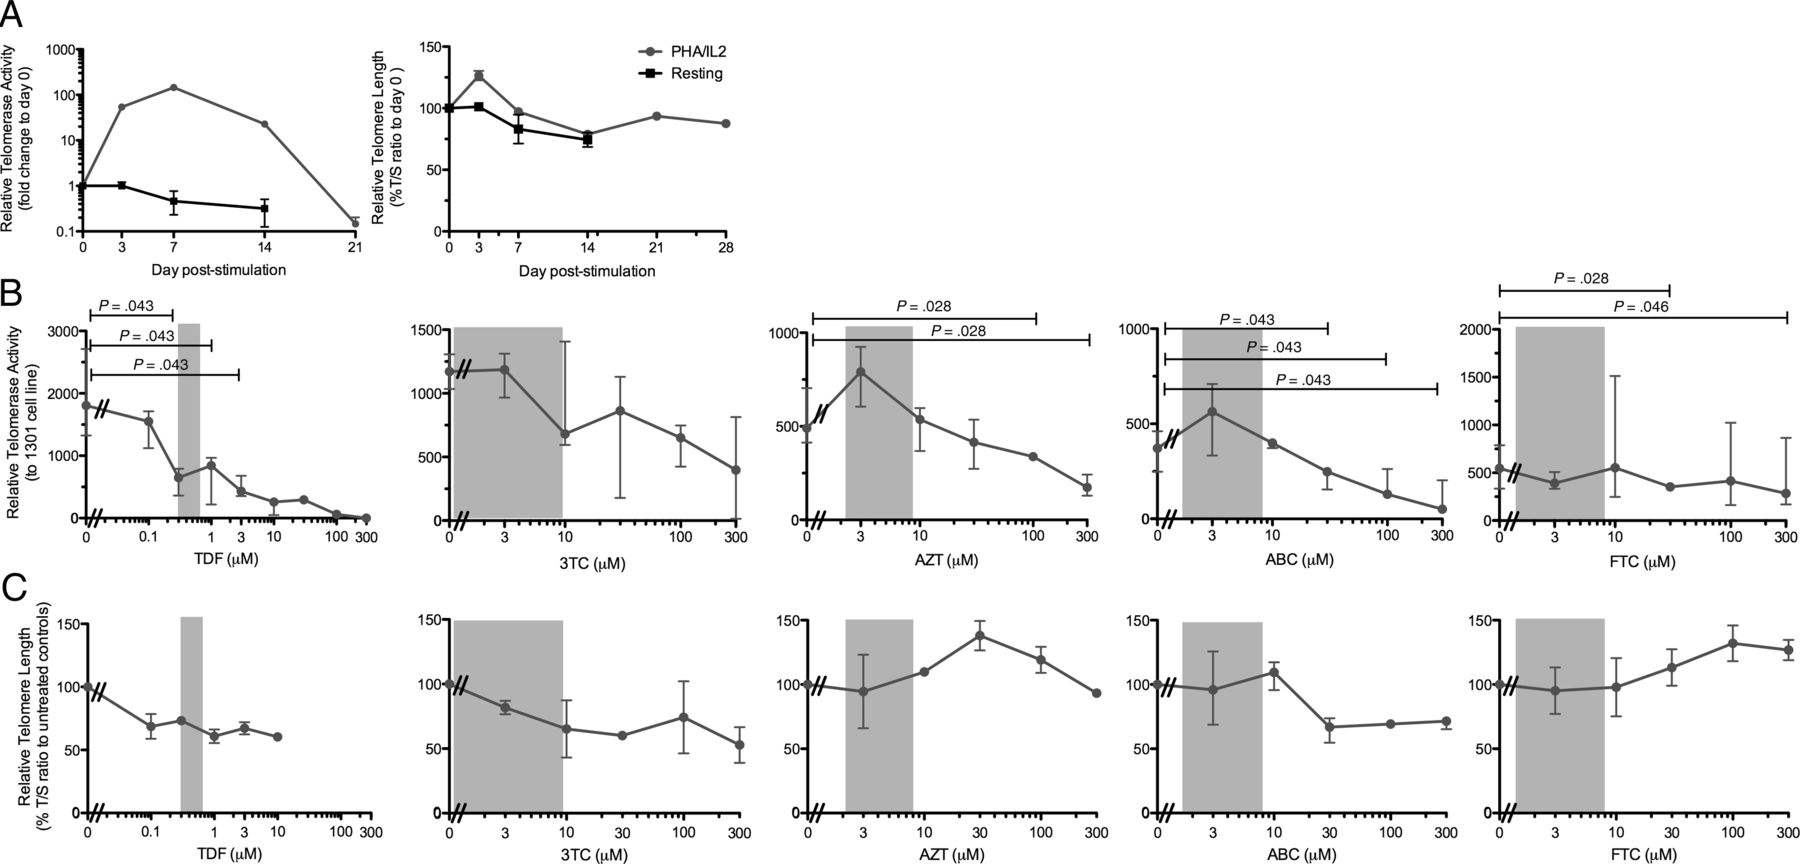 A
Relative Telomerase Activity
(fold change to day 0)
1000
100
10
1
0.1
0 3 7 14 21
Day post-stimulation
Relative Telomere Length
(%T/S ratio to day 0 )
150
100
50
0
0 3 7 14 21 28
Day post-stimulation
PHA/IL2
Resting
B
Relative Telomerase Activity
(to 1301 cell line)
P = .043
P = .043
P = .043
3000
2000
1000
0
0 0.1 1 3 10 100 300
TDF (μM)
1500
1000
500
0
0 3 10 30 100 300
3TC (μM)
P = .028
P = .028
1000
500
0
0 3 10 30 100 300
AZT (μM)
P = .043
P = .043
P = .043
1000
500
0
0 3 10 30 100 300
ABC (μM)
P = .028
P = .046
2000
1500
1000
500
0
0 3 10 30 100 300
FTC (μM)
C
Relative Telomere Length
(% T/S ratio to untreated controls)
150
100
50
0
0 0.1 1 3 10 100 300
TDF (μM)
150
100
50
0
0 3 10 30 100 300
3TC (μM)
150
100
50
0
0 3 10 30 100 300
AZT (μM)
150
100
50
0
0 3 10 30 100 300
ABC (μM)
150
100
50
0
0 3 10 30 100 300
FTC (μM)